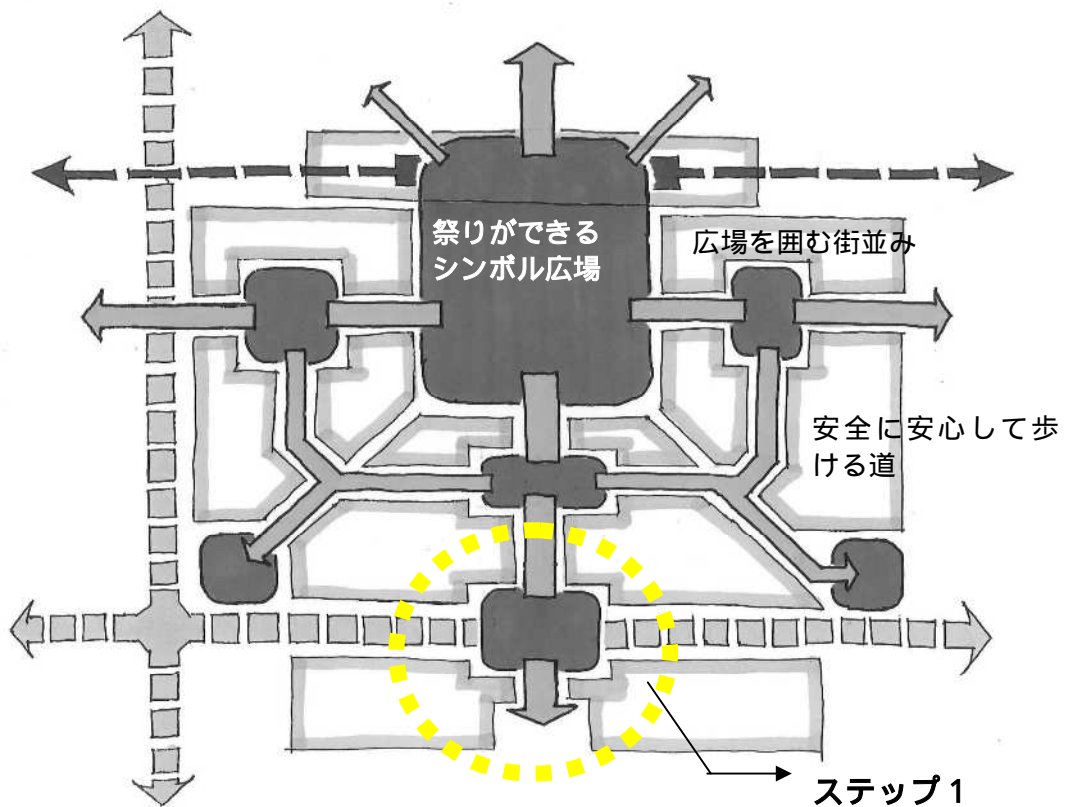 祭りができる
シンボル広場
広場を囲む街並み
安全に安心して歩
ける道
ステップ１